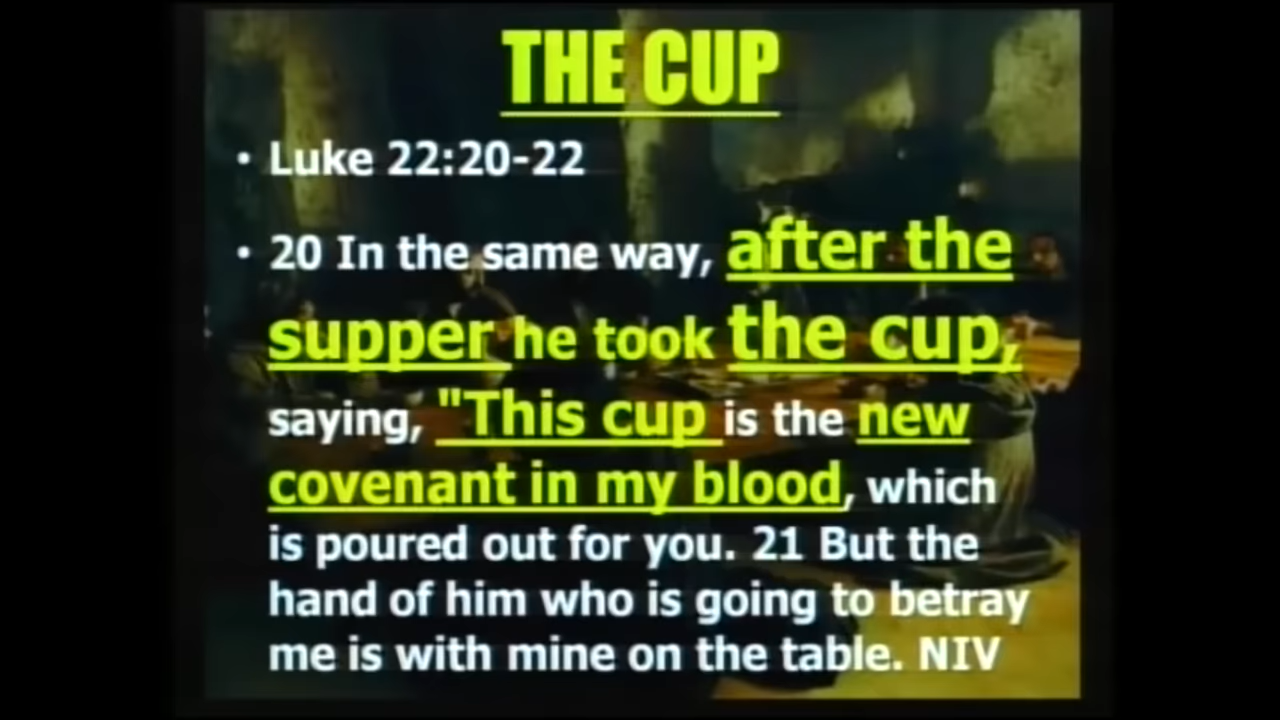 THE CUP
• Luke 22:20-22
• 20 In the same way, after the
supper he took the cup,
saying, "This cup is the new
covenant in my blood, which
is poured out for you. 21 But the
hand of him who is going to betray
me is with mine on the table. NIV